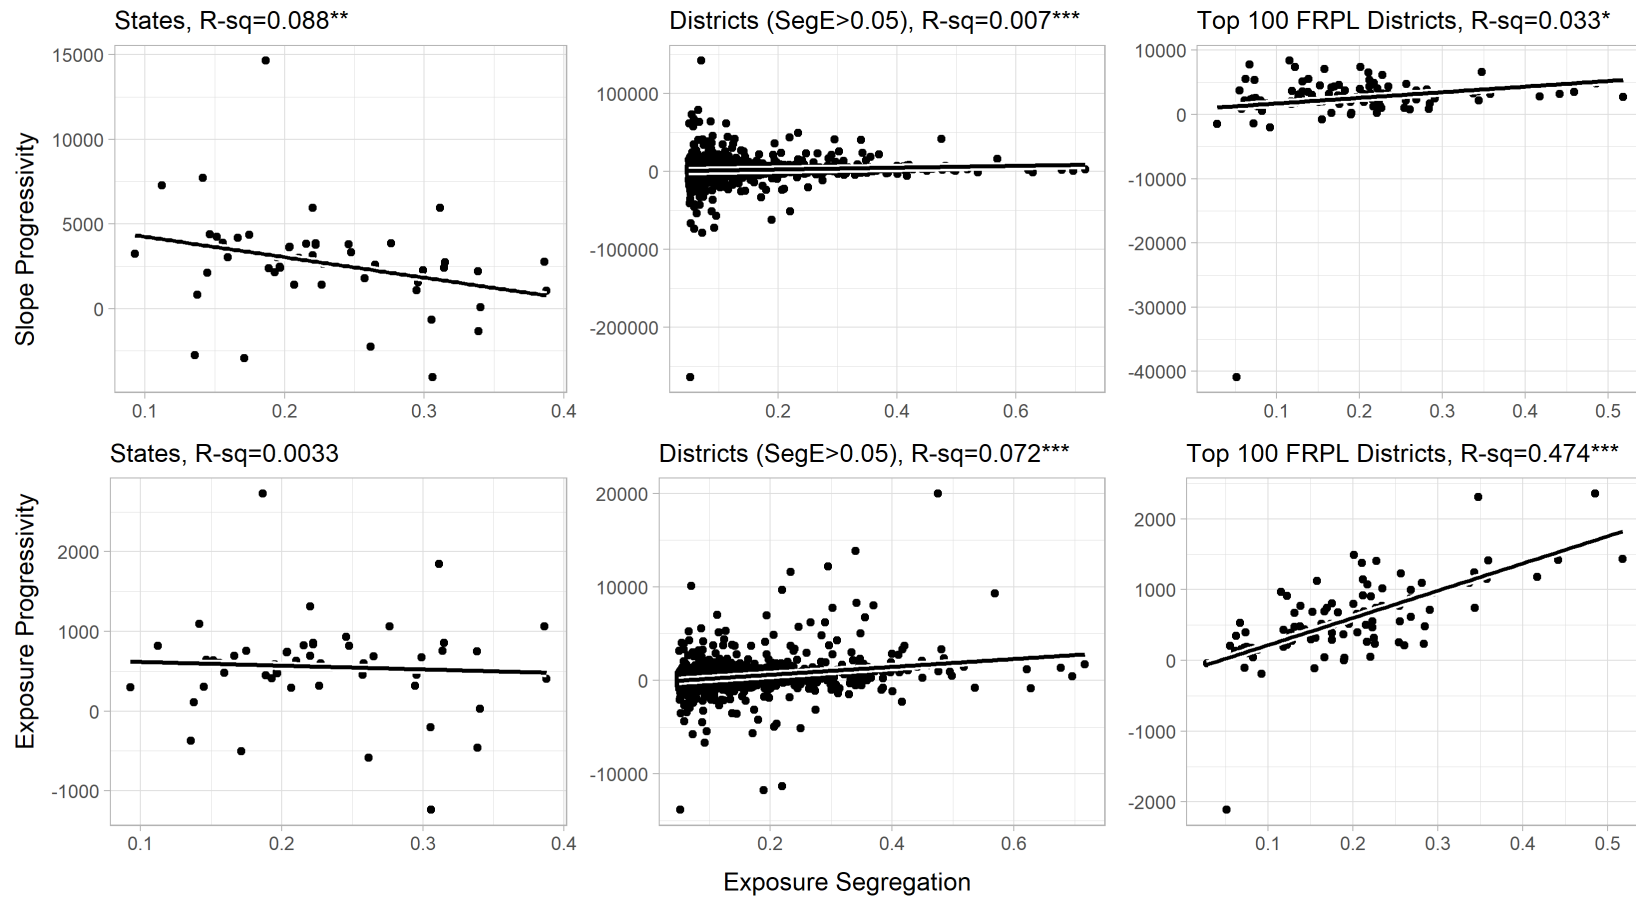 States, R-sq=0.088**
Districts (SegE>0.05), R-sq=0.007***
Top 100 FRPL Districts, R-sq=0.033*
Slope Progressivity
15000
10000
5000
0
0.1 0.2 0.3 0.4
100000
0
-100000
-200000
0.2 0.4 0.6
10000
0
-10000
-20000
-30000
-40000
0.1 0.2 0.3 0.4 0.5
States, R-sq=0.0033
Districts (SegE>0.05), R-sq=0.072***
Top 100 FRPL Districts, R-sq=0.474***
Exposure Progressivity
2000
1000
0
-1000
0.1 0.2 0.3 0.4
20000
10000
0
-10000
0.2 0.4 0.6
2000
1000
0
-1000
-2000
0.1 0.2 0.3 0.4 0.5
Exposure Segregation